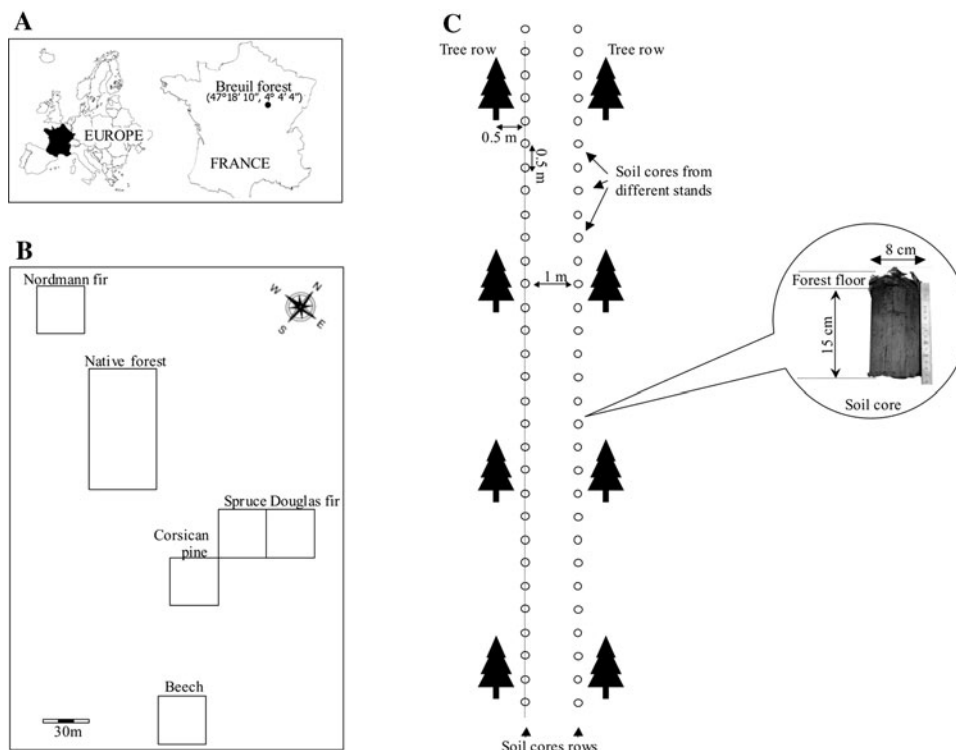 A
Breuil forest
(47°18' 10", 4° 4' 4")
EUROPE
FRANCE
B
Nordmann fir
N
W
E
S
Native forest
Spruce Douglas fir
Corsican
pine
Beech
30m
C
Tree row
Tree row
0.5 m
0.5 m
Soil cores from
different stands
1 m
8 cm
Forest floor
15 cm
Soil core
Soil cores rows